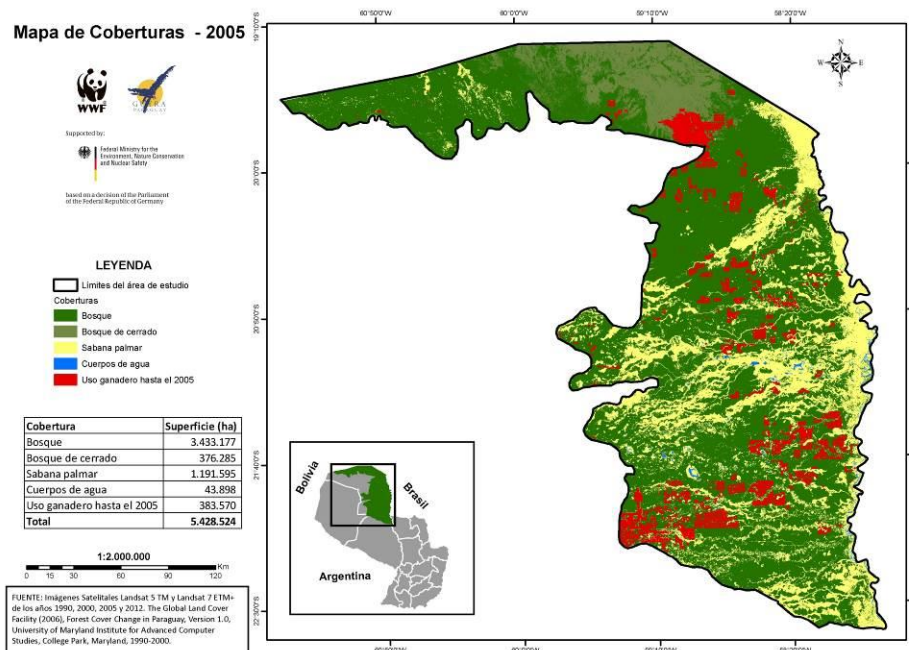 Mapa de Coberturas - 2005
WWF
GUYRA
PARAGUAY
Supported by:
Federal Ministry for the
Environment, Nature Conservation
and Nuclear Safety
based on a decision of the Parliament
of the Federal Republic of Germany
LEYENDA
Límites del área de estudio
Coberturas
Bosque
Bosque de cerrado
Sabana palmar
Cuerpos de agua
Uso ganadero hasta el 2005
Cobertura Superficie (ha)
Bosque 3.433.177
Bosque de cerrado 376.285
Sabana palmar 1.191.595
Cuerpos de agua 43.898
Uso ganadero hasta el 2005 383.570
Total 5.428.524
1:2.000.000
Km
0 15 30 60 90 120
FUENTE: Imágenes Satelitales Landsat 5 TM y Landsat 7 ETM+
de los años 1990, 2000, 2005 y 2012. The Global Land Cover
Facility (2006), Forest Cover Change in Paraguay, Version 1.0,
University of Maryland Institute for Advanced Computer
Studies, College Park, Maryland, 1990-2000.
60°50'0"O 60°0'0"O 59°10'0"O 58°20'0"O
19°10'0"S
20°0'0"S
20°50'0"S
21°40'0"S
22°30'0"S
N
W E
S
Bolivia
Brasil
Argentina